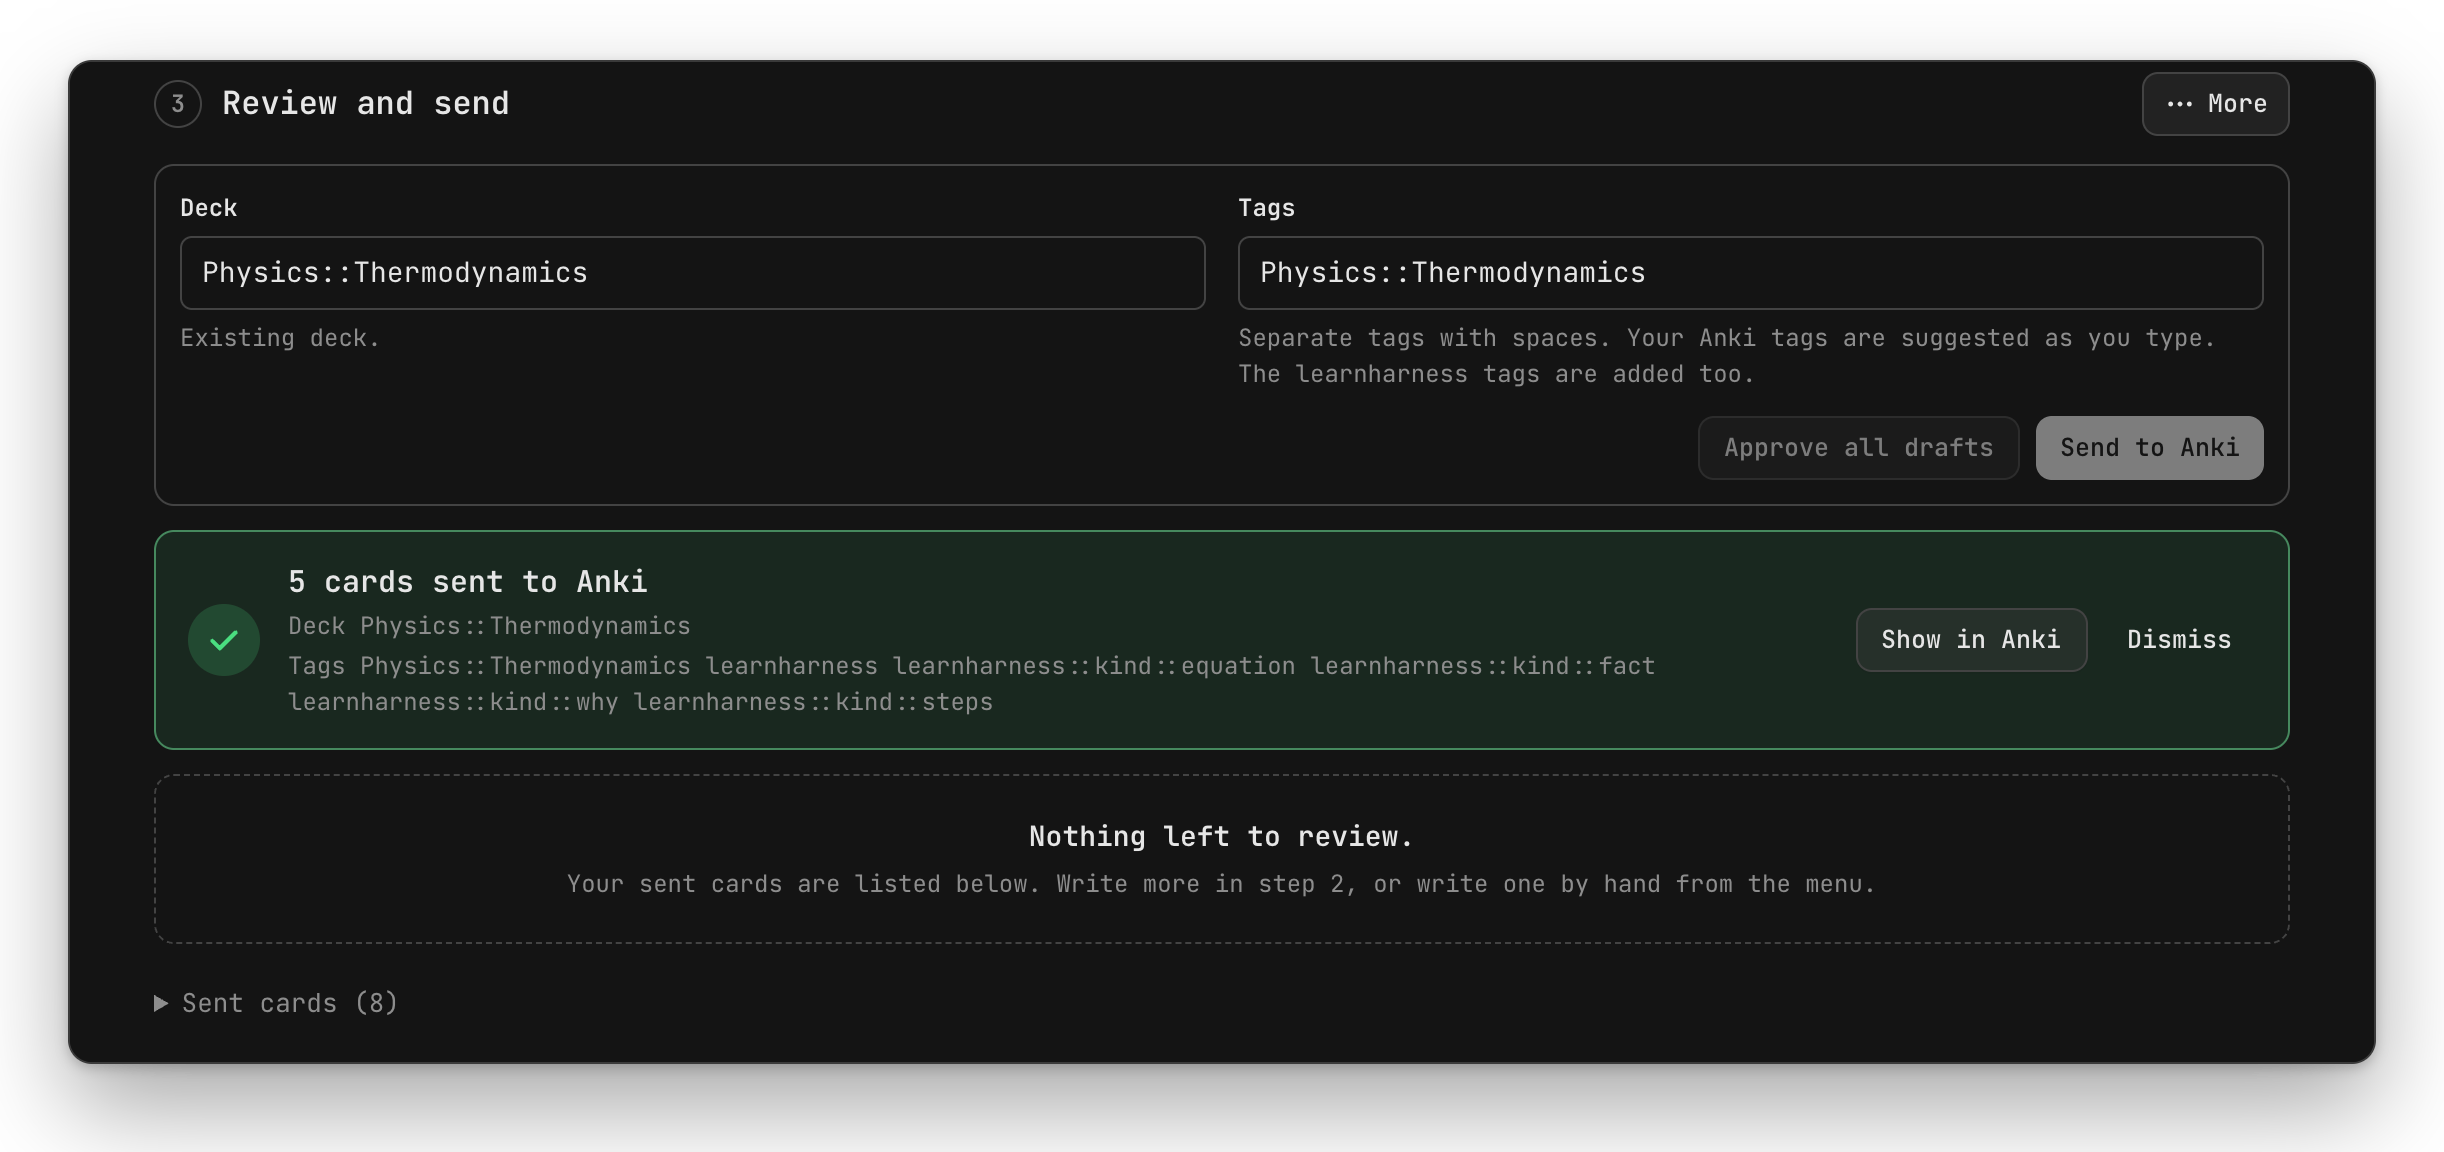 3 Review and send
··· More
Deck
Tags
Physics::Thermodynamics
Physics::Thermodynamics
Existing deck.
Separate tags with spaces. Your Anki tags are suggested as you type.
The learnharness tags are added too.
Approve all drafts
Send to Anki
5 cards sent to Anki
Deck Physics::Thermodynamics
Tags Physics::Thermodynamics learnharness learnharness::kind::equation learnharness::kind::fact
learnharness::kind::why learnharness::kind::steps
Show in Anki
Dismiss
Nothing left to review.
Your sent cards are listed below. Write more in step 2, or write one by hand from the menu.
Sent cards (8)